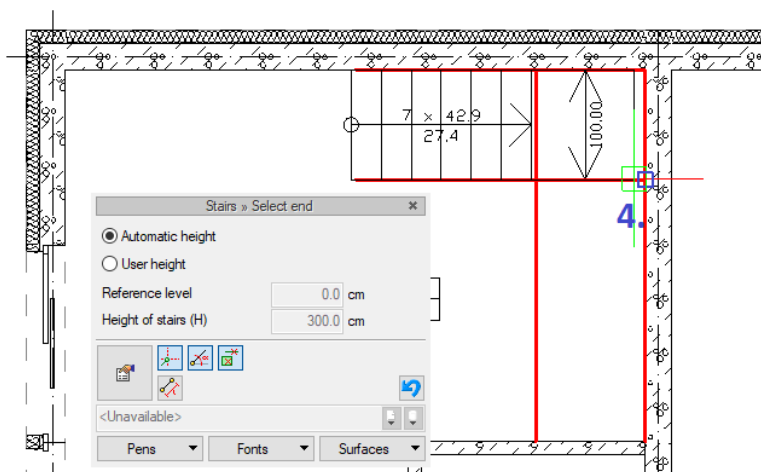 7 x 42.9
27.4
100.00
4.
Stairs » Select end
Automatic height
User height
Reference level 0.0 cm
Height of stairs (H) 300.0 cm
<Unavailable>
Pens Fonts Surfaces